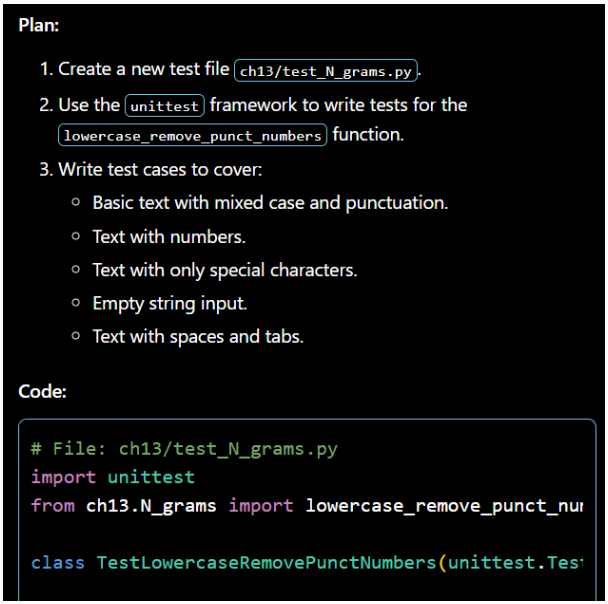 Plan:
1. Create a new test file ch13/test_N_grams.py.
2. Use the unittest framework to write tests for the
lowercase_remove_punct_numbers function.
3. Write test cases to cover:
◦ Basic text with mixed case and punctuation.
◦ Text with numbers.
◦ Text with only special characters.
◦ Empty string input.
◦ Text with spaces and tabs.
Code:
# File: ch13/test_N_grams.py
import unittest
from ch13.N_grams import lowercase_remove_punct_nu
class TestLowercaseRemovePunctNumbers(unittest.Tes